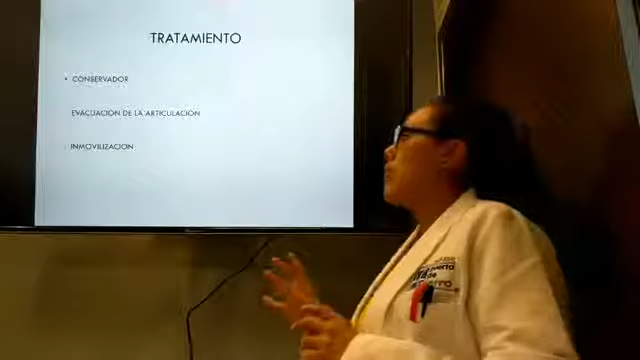 TRATAMIENTO
• CONSERVADOR
EVACUACION DE LA ARTICULACION
INMOVILIZACION